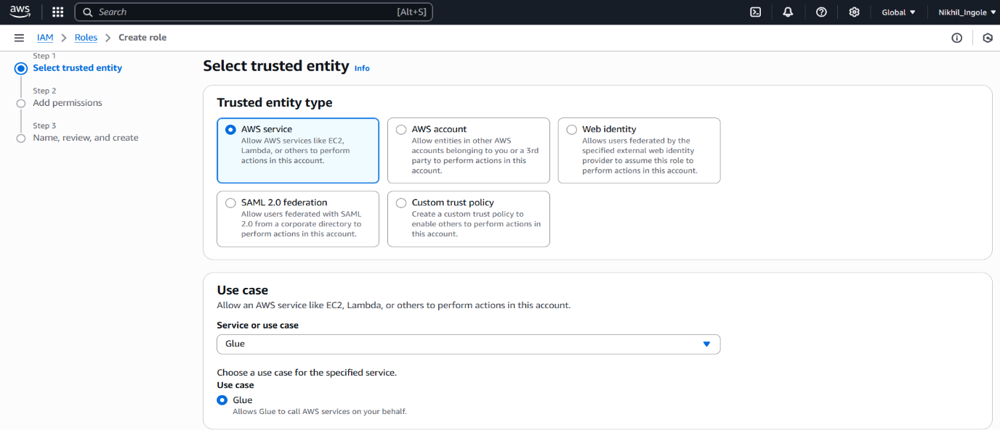 aws
Search
[Alt+S]
Global
Nikhil_Ingole
IAM
Roles
Create role
Step 1
Select trusted entity
Step 2
Add permissions
Step 3
Name, review, and create
Select trusted entity Info
Trusted entity type
AWS service
Allow AWS services like EC2,
Lambda, or others to perform
actions in this account.
AWS account
Allow entities in other AWS
accounts belonging to you or a 3rd
party to perform actions in this
account.
Web identity
Allows users federated by the
specified external web identity
provider to assume this role to
perform actions in this account.
SAML 2.0 federation
Allow users federated with SAML
2.0 from a corporate directory to
perform actions in this account.
Custom trust policy
Create a custom trust policy to
enable others to perform actions in
this account.
Use case
Allow an AWS service like EC2, Lambda, or others to perform actions in this account.
Service or use case
Glue
Choose a use case for the specified service.
Use case
Glue
Allows Glue to call AWS services on your behalf.